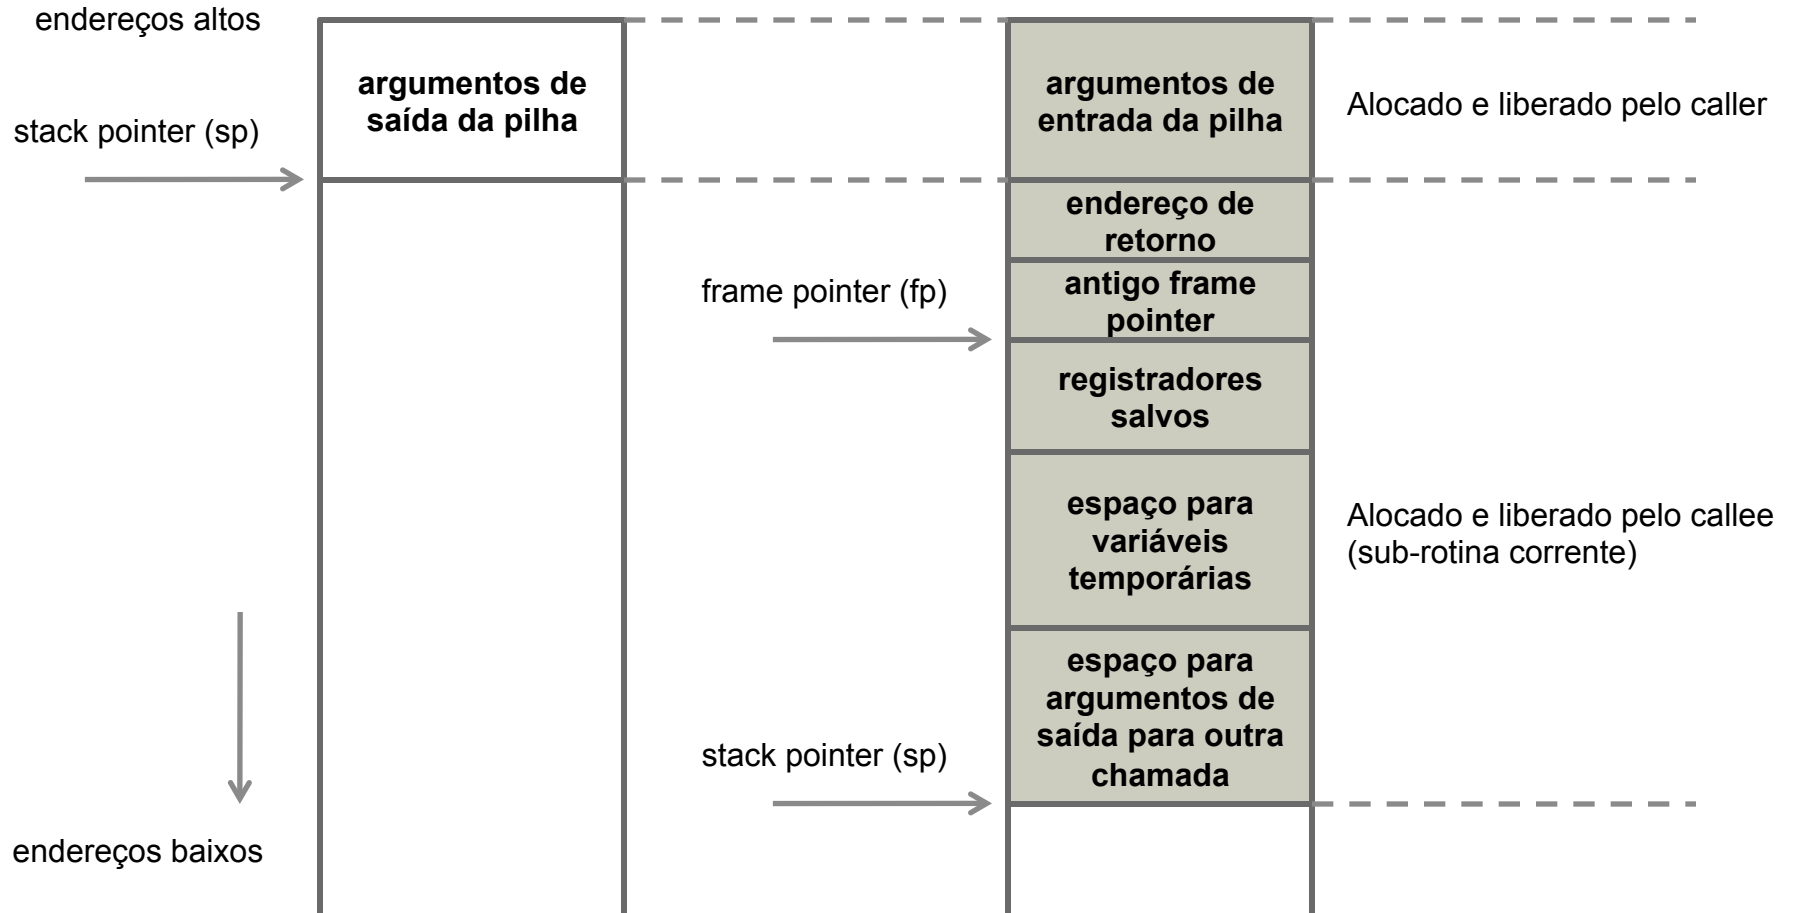 endereços altos
argumentos de
saída da pilha
stack pointer (sp)
argumentos de
entrada da pilha
Alocado e liberado pelo caller
endereço de
retorno
frame pointer (fp)
antigo frame
pointer
registradores
salvos
espaço para
variáveis
temporárias
Alocado e liberado pelo callee
(sub-rotina corrente)
espaço para
argumentos de
saída para outra
chamada
stack pointer (sp)
endereços baixos